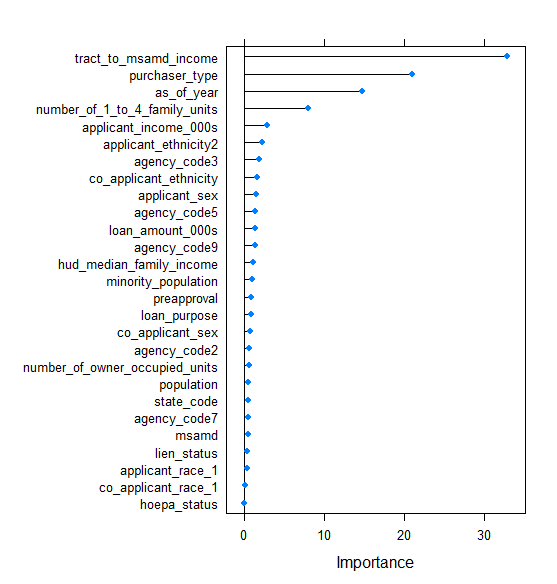 tract_to_msamd_income
purchaser_type
as_of_year
number_of_1_to_4_family_units
applicant_income_000s
applicant_ethnicity2
agency_code3
co_applicant_ethnicity
applicant_sex
agency_code5
loan_amount_000s
agency_code9
hud_median_family_income
minority_population
preapproval
loan_purpose
co_applicant_sex
agency_code2
number_of_owner_occupied_units
population
state_code
agency_code7
msamd
lien_status
applicant_race_1
co_applicant_race_1
hoepa_status
0 10 20 30
Importance